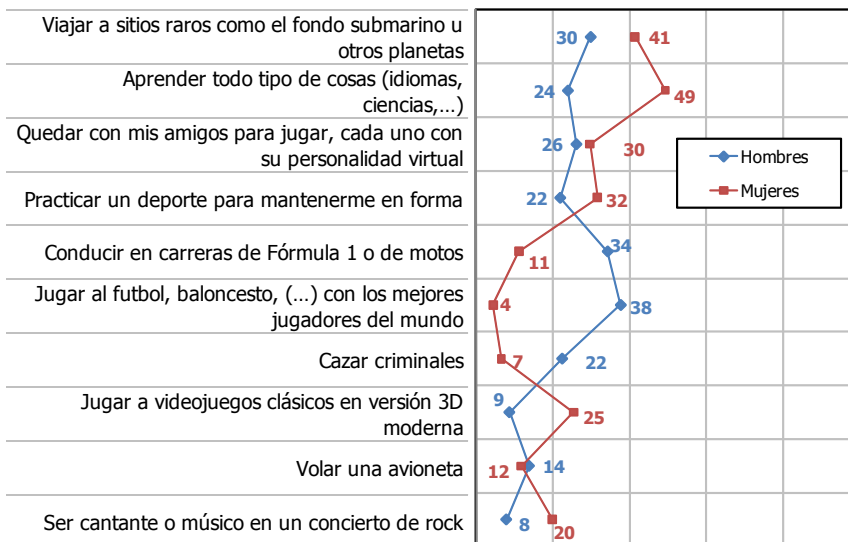 Viajar a sitios raros como el fondo submarino u
otros planetas
30
41
Aprender todo tipo de cosas (idiomas,
ciencias,...)
24
49
Quedar con mis amigos para jugar, cada uno con
su personalidad virtual
26
30
Hombres
Mujeres
Practicar un deporte para mantenerme en forma
22
32
Conducir en carreras de Fórmula 1 o de motos
11
34
Jugar al futbol, baloncesto, (...) con los mejores
jugadores del mundo
4
38
Cazar criminales
7
22
Jugar a videojuegos clásicos en versión 3D
moderna
9
25
Volar una avioneta
12
14
Ser cantante o músico en un concierto de rock
8
20